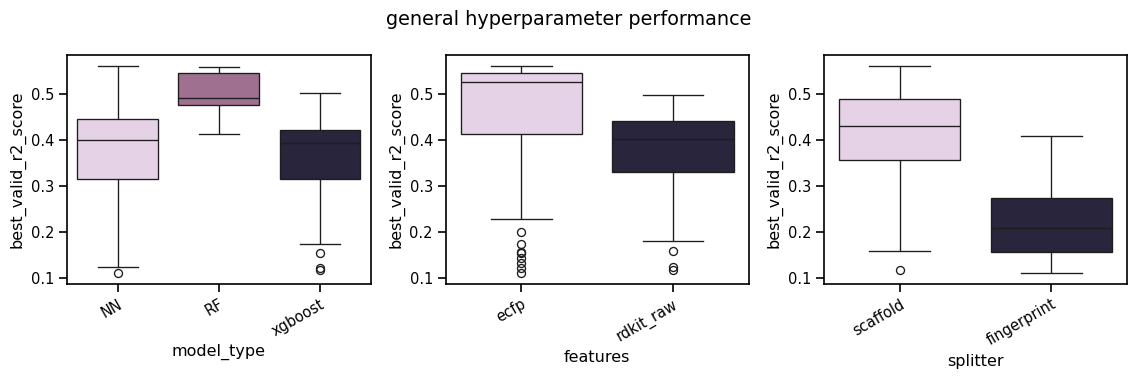 general hyperparameter performance
best_valid_r2_score
0.5
0.4
0.3
0.2
0.1
NN
RF
xgboost
model_type
best_valid_r2_score
0.5
0.4
0.3
0.2
0.1
ecfp
rdkit_raw
features
best_valid_r2_score
0.5
0.4
0.3
0.2
0.1
scaffold
fingerprint
splitter